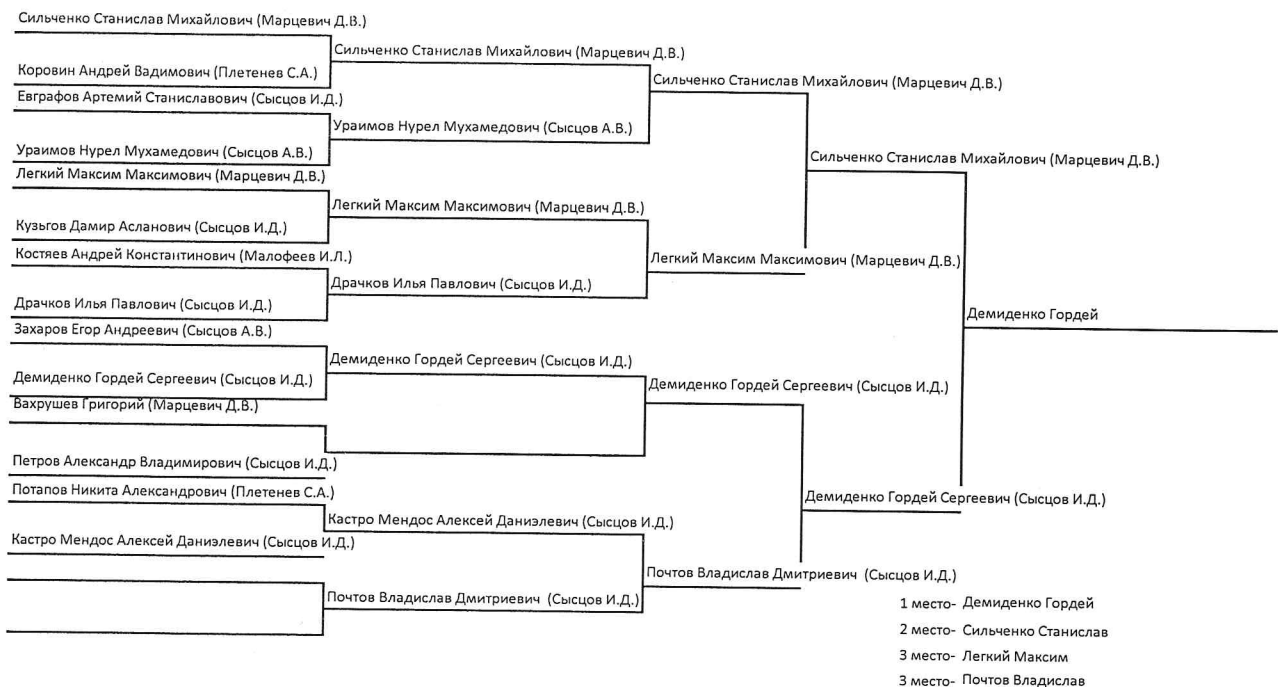 Сильченко Станислав Михайлович (Марцевич Д.В.)
Коровин Андрей Вадимович (Плетенев С.А.)
Евграфов Артемий Станиславович (Сысцов И.Д.)
Ураимов Нурел Мухамедович (Сысцов А.В.)
Легкий Максим Максимович (Марцевич Д.В.)
Кузьгов Дамир Асланович (Сысцов И.Д.)
Костяев Андрей Константинович (Малофеев И.Л.)
Драчков Илья Павлович (Сысцов И.Д.)
Захаров Егор Андреевич (Сысцов А.В.)
Демиденко Гордей Сергеевич (Сысцов И.Д.)
Вахрушев Григорий (Марцевич Д.В.)
Петров Александр Владимирович (Сысцов И.Д.)
Потапов Никита Александрович (Плетенев С.А.)
Кастро Мендос Алексей Даниэлевич (Сысцов И.Д.)
Сильченко Станислав Михайлович (Марцевич Д.В.)
Ураимов Нурел Мухамедович (Сысцов А.В.)
Легкий Максим Максимович (Марцевич Д.В.)
Драчков Илья Павлович (Сысцов И.Д.)
Демиденко Гордей Сергеевич (Сысцов И.Д.)
Кастро Мендос Алексей Даниэлевич (Сысцов И.Д.)
Почтов Владислав Дмитриевич (Сысцов И.Д.)
Сильченко Станислав Михайлович (Марцевич Д.В.)
Легкий Максим Максимович (Марцевич Д.В.)
Демиденко Гордей Сергеевич (Сысцов И.Д.)
Почтов Владислав Дмитриевич (Сысцов И.Д.)
Сильченко Станислав Михайлович (Марцевич Д.В.)
Демиденко Гордей Сергеевич (Сысцов И.Д.)
Демиденко Гордей
1 место- Демиденко Гордей
2 место- Сильченко Станислав
3 место- Легкий Максим
3 место- Почтов Владислав